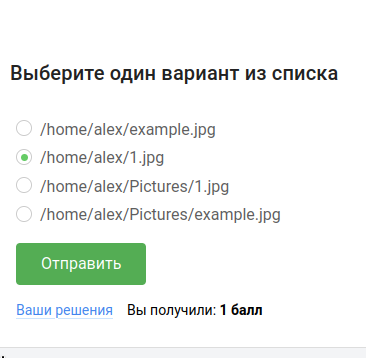 Выберите один вариант из списка
/home/alex/example.jpg
/home/alex/1.jpg
/home/alex/Pictures/1.jpg
/home/alex/Pictures/example.jpg
Отправить
Ваши решения Вы получили: 1 балл